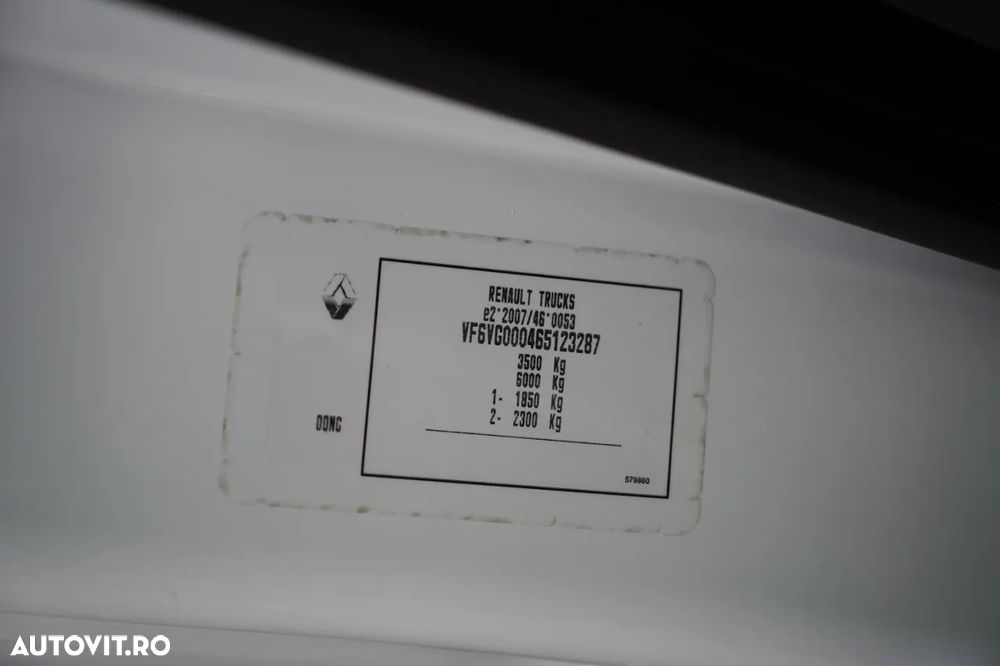 RENAULT TRUCKS
e2*2007/46*0053
VF6VG000465123287
3500 Kg
6000 Kg
1- 1850 Kg
2- 2300 Kg
OQNG
579860
AUTOVIT.RO